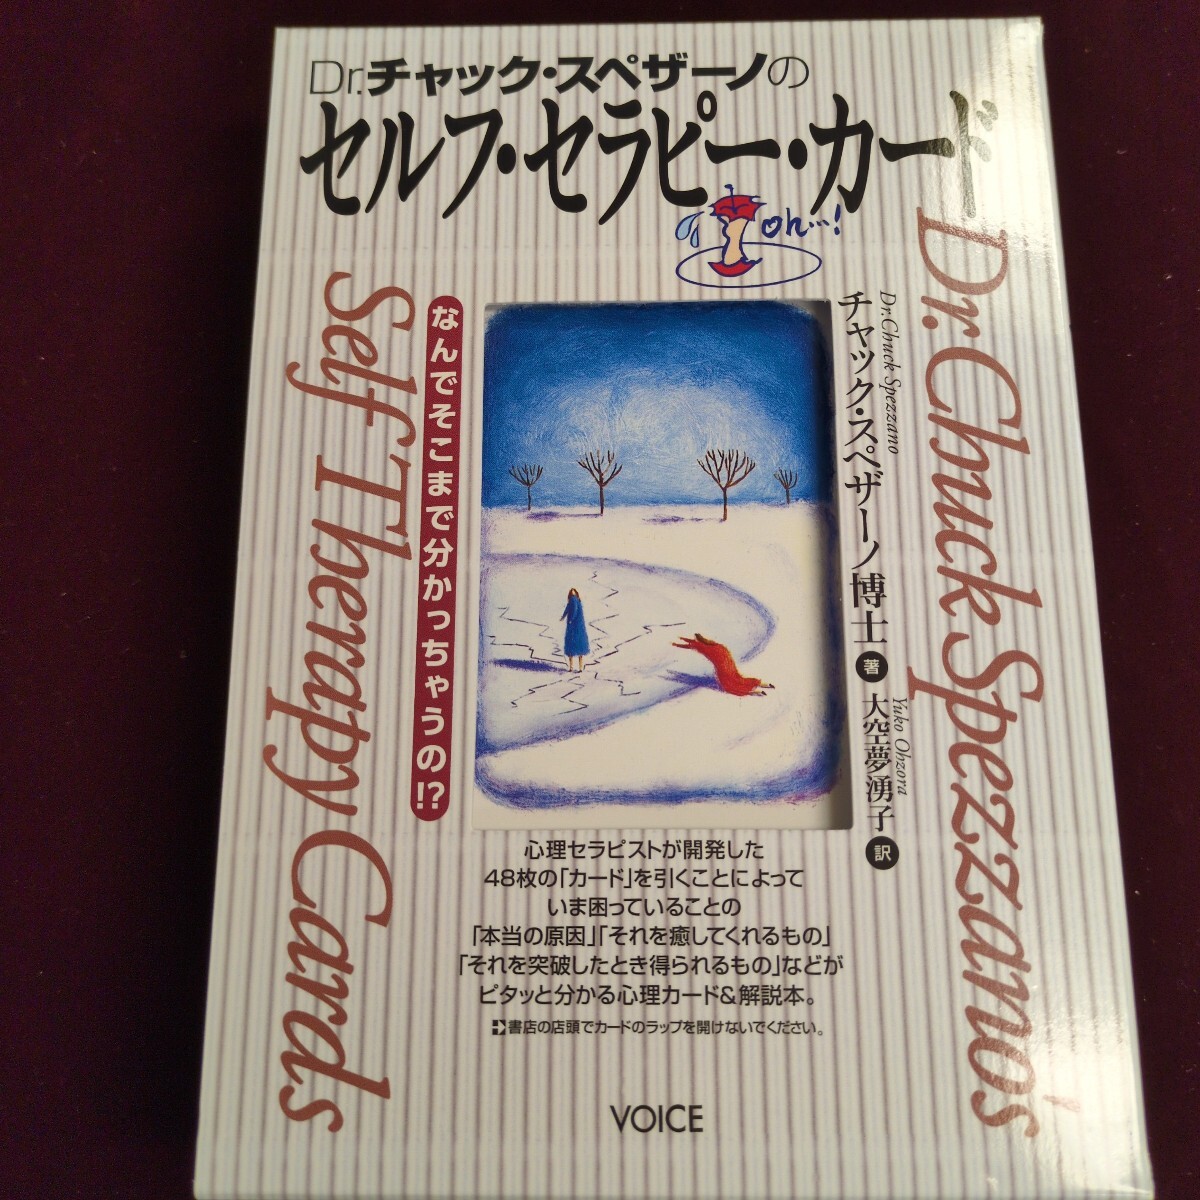 Dr.チャック・スペザーノの
セルフ・セラピー・カード
oh…!
Dr.Chuck Spezzano's
Self Therapy Cards
なんでそこまで分かっちゃうの!?
Dr.Chuck Spezzano
チャック・スペザーノ博士 著
Yuko Ohzora
大空夢湧子 訳
心理セラピストが開発した
48枚の「カード」を引くことによって
いま困っていることの
「本当の原因」「それを癒してくれるもの」
「それを突破したとき得られるもの」などが
ピタッと分かる心理カード&解説本。
書店の店頭でカードのラップを開けないでください。
VOICE